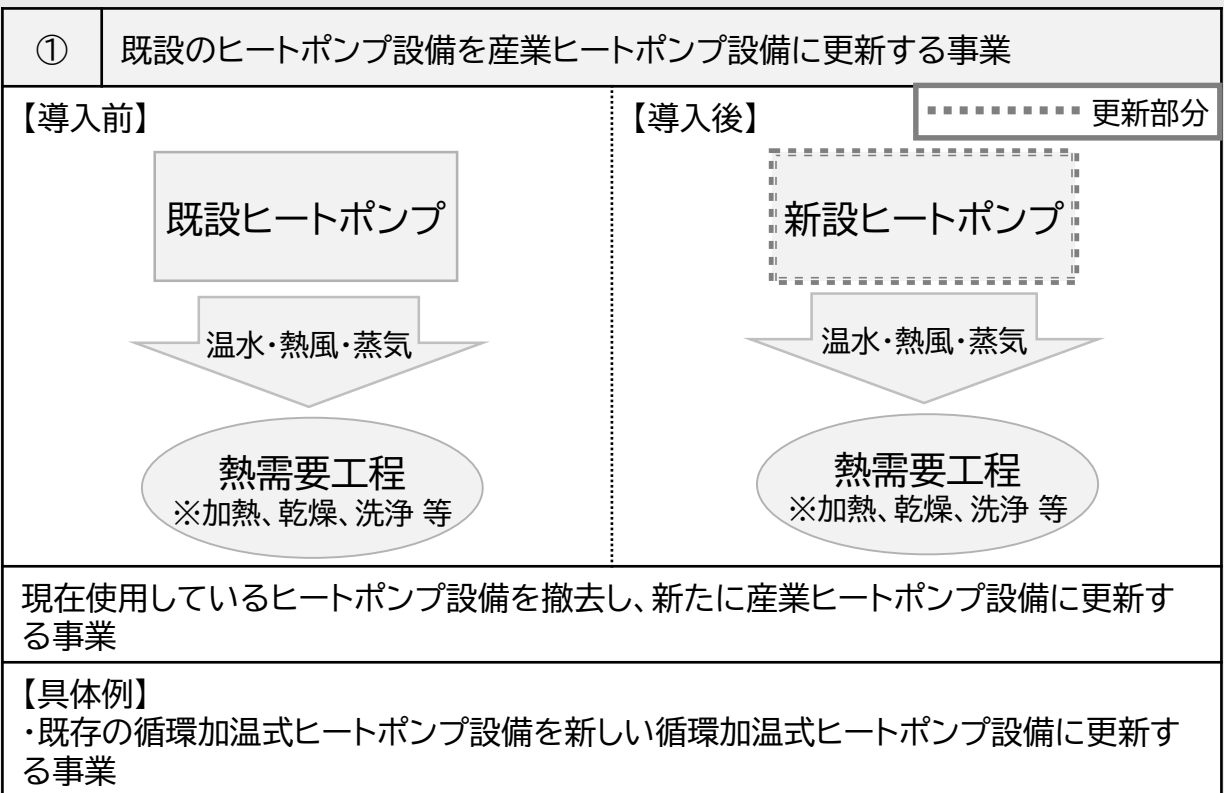 ① 既設のヒートポンプ設備を産業ヒートポンプ設備に更新する事業
【導入前】
既設ヒートポンプ
温水・熱風・蒸気
熱需要工程
※加熱、乾燥、洗浄 等
【導入後】
更新部分
新設ヒートポンプ
温水・熱風・蒸気
熱需要工程
※加熱、乾燥、洗浄 等
現在使用しているヒートポンプ設備を撤去し、新たに産業ヒートポンプ設備に更新す
る事業
【具体例】
・既存の循環加温式ヒートポンプ設備を新しい循環加温式ヒートポンプ設備に更新す
る事業